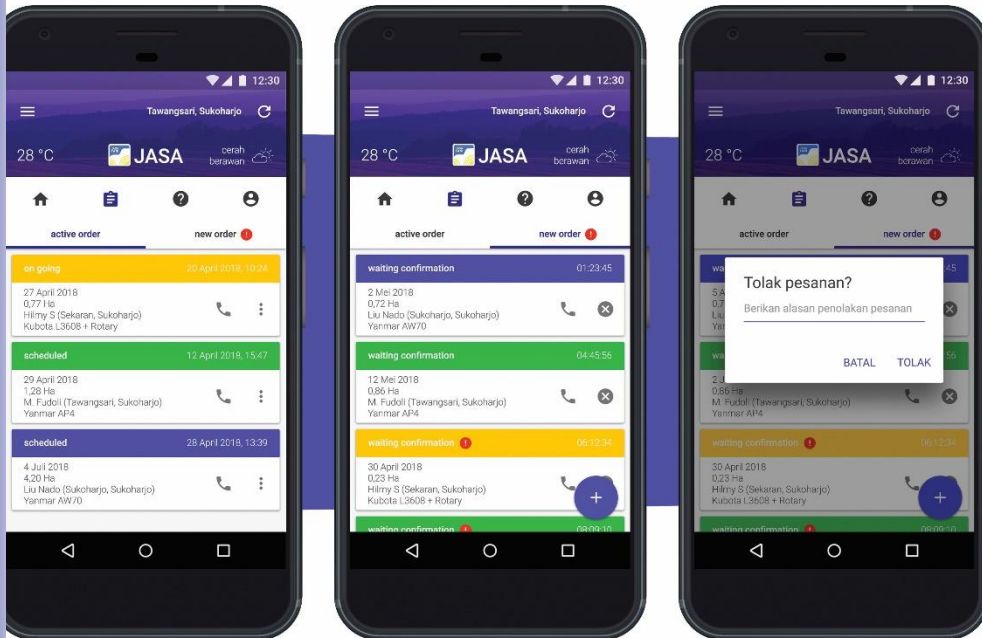 12:30
Tawangsari, Sukoharjo
28 °C
JASA
cerah
berawan
active order
new order
on going 20 April 2018, 10:24
27 April 2018
0,77 Ha
Hilmy S (Sekaran, Sukoharjo)
Kubota L3608 + Rotary
scheduled 12 April 2018, 15:47
29 April 2018
1,28 Ha
M. Fudoli (Tawangsari, Sukoharjo)
Yanmar AP4
scheduled 28 April 2018, 13:39
4 Juli 2018
4,20 Ha
Liu Nado (Sukoharjo, Sukoharjo)
Yanmar AW70
12:30
Tawangsari, Sukoharjo
28 °C
JASA
cerah
berawan
active order
new order
waiting confirmation 01:23:45
2 Mei 2018
0,72 Ha
Liu Nado (Sukoharjo, Sukoharjo)
Yanmar AW70
waiting confirmation 04:45:56
12 Mei 2018
0,86 Ha
M. Fudoli (Tawangsari, Sukoharjo)
Yanmar AP4
waiting confirmation 06:12:34
30 April 2018
0,23 Ha
Hilmy S (Sekaran, Sukoharjo)
Kubota L3608 + Rotary
waiting confirmation 08:09:10
12:30
Tawangsari, Sukoharjo
28 °C
JASA
cerah
berawan
active order
new order
Tolak pesanan?
Berikan alasan penolakan pesanan
BATAL TOLAK
0,86 Ha
M. Fudoli (Tawangsari, Sukoharjo)
Yanmar AP4
waiting confirmation 06:12:34
30 April 2018
0,23 Ha
Hilmy S (Sekaran, Sukoharjo)
Kubota L3608 + Rotary
waiting confirmation 08:09:10